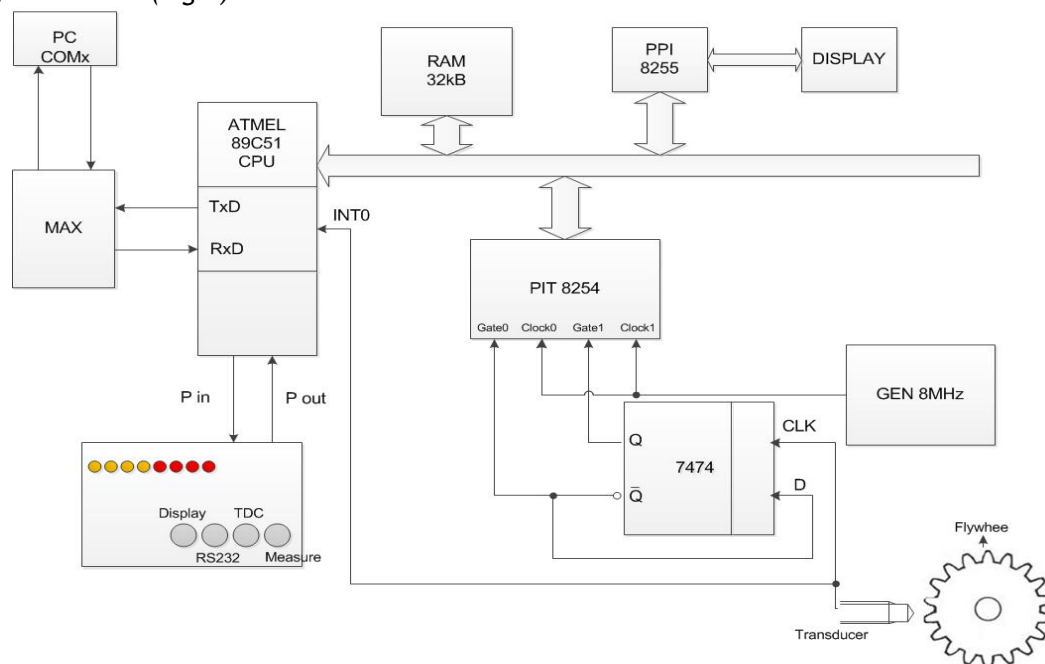 PC
COMx
RAM
32kB
PPI
8255
DISPLAY
ATMEL
89C51
CPU
TxD
RxD
MAX
INT0
PIT 8254
Gate0 Clock0 Gate1 Clock1
GEN 8MHz
P in
P out
Q
CLK
7474
Q̅
D
Display
TDC
RS232
Measure
Flywhee
Transducer